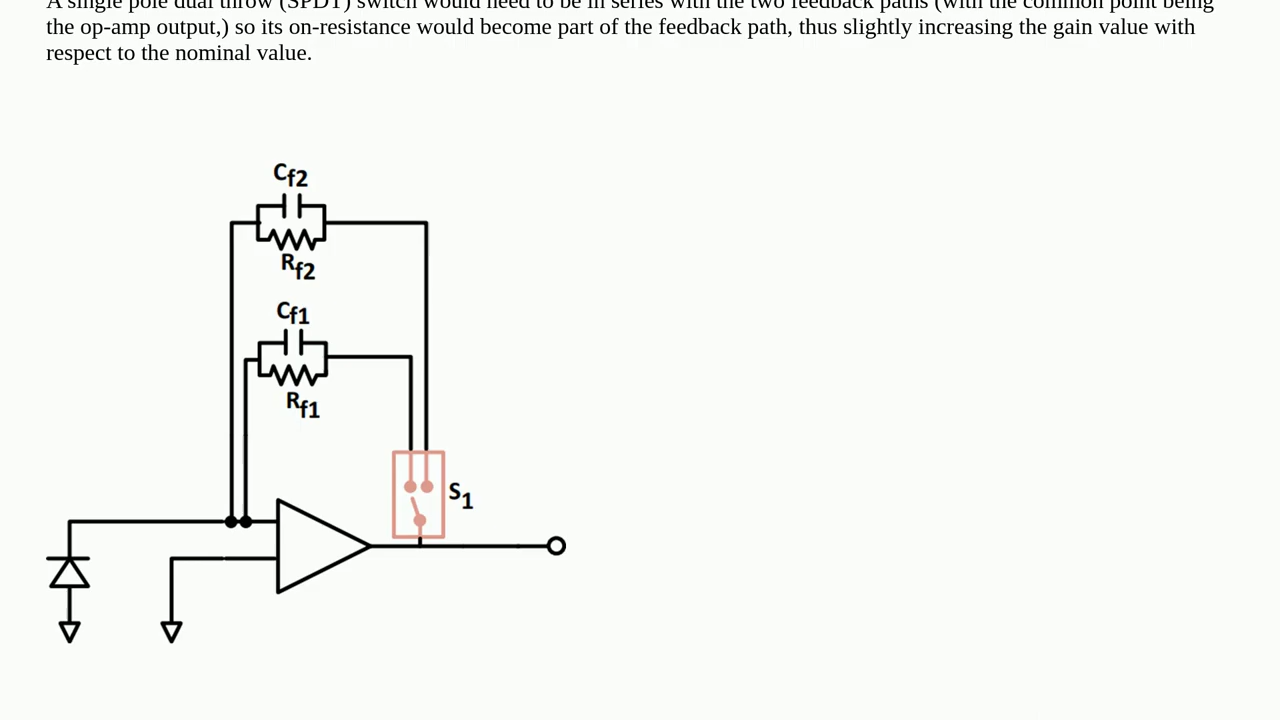 A single pole dual throw (SPDT) switch would need to be in series with the two feedback paths (with the common point being
the op-amp output,) so its on-resistance would become part of the feedback path, thus slightly increasing the gain value with
respect to the nominal value.
Cf2
Rf2
Cf1
Rf1
S1